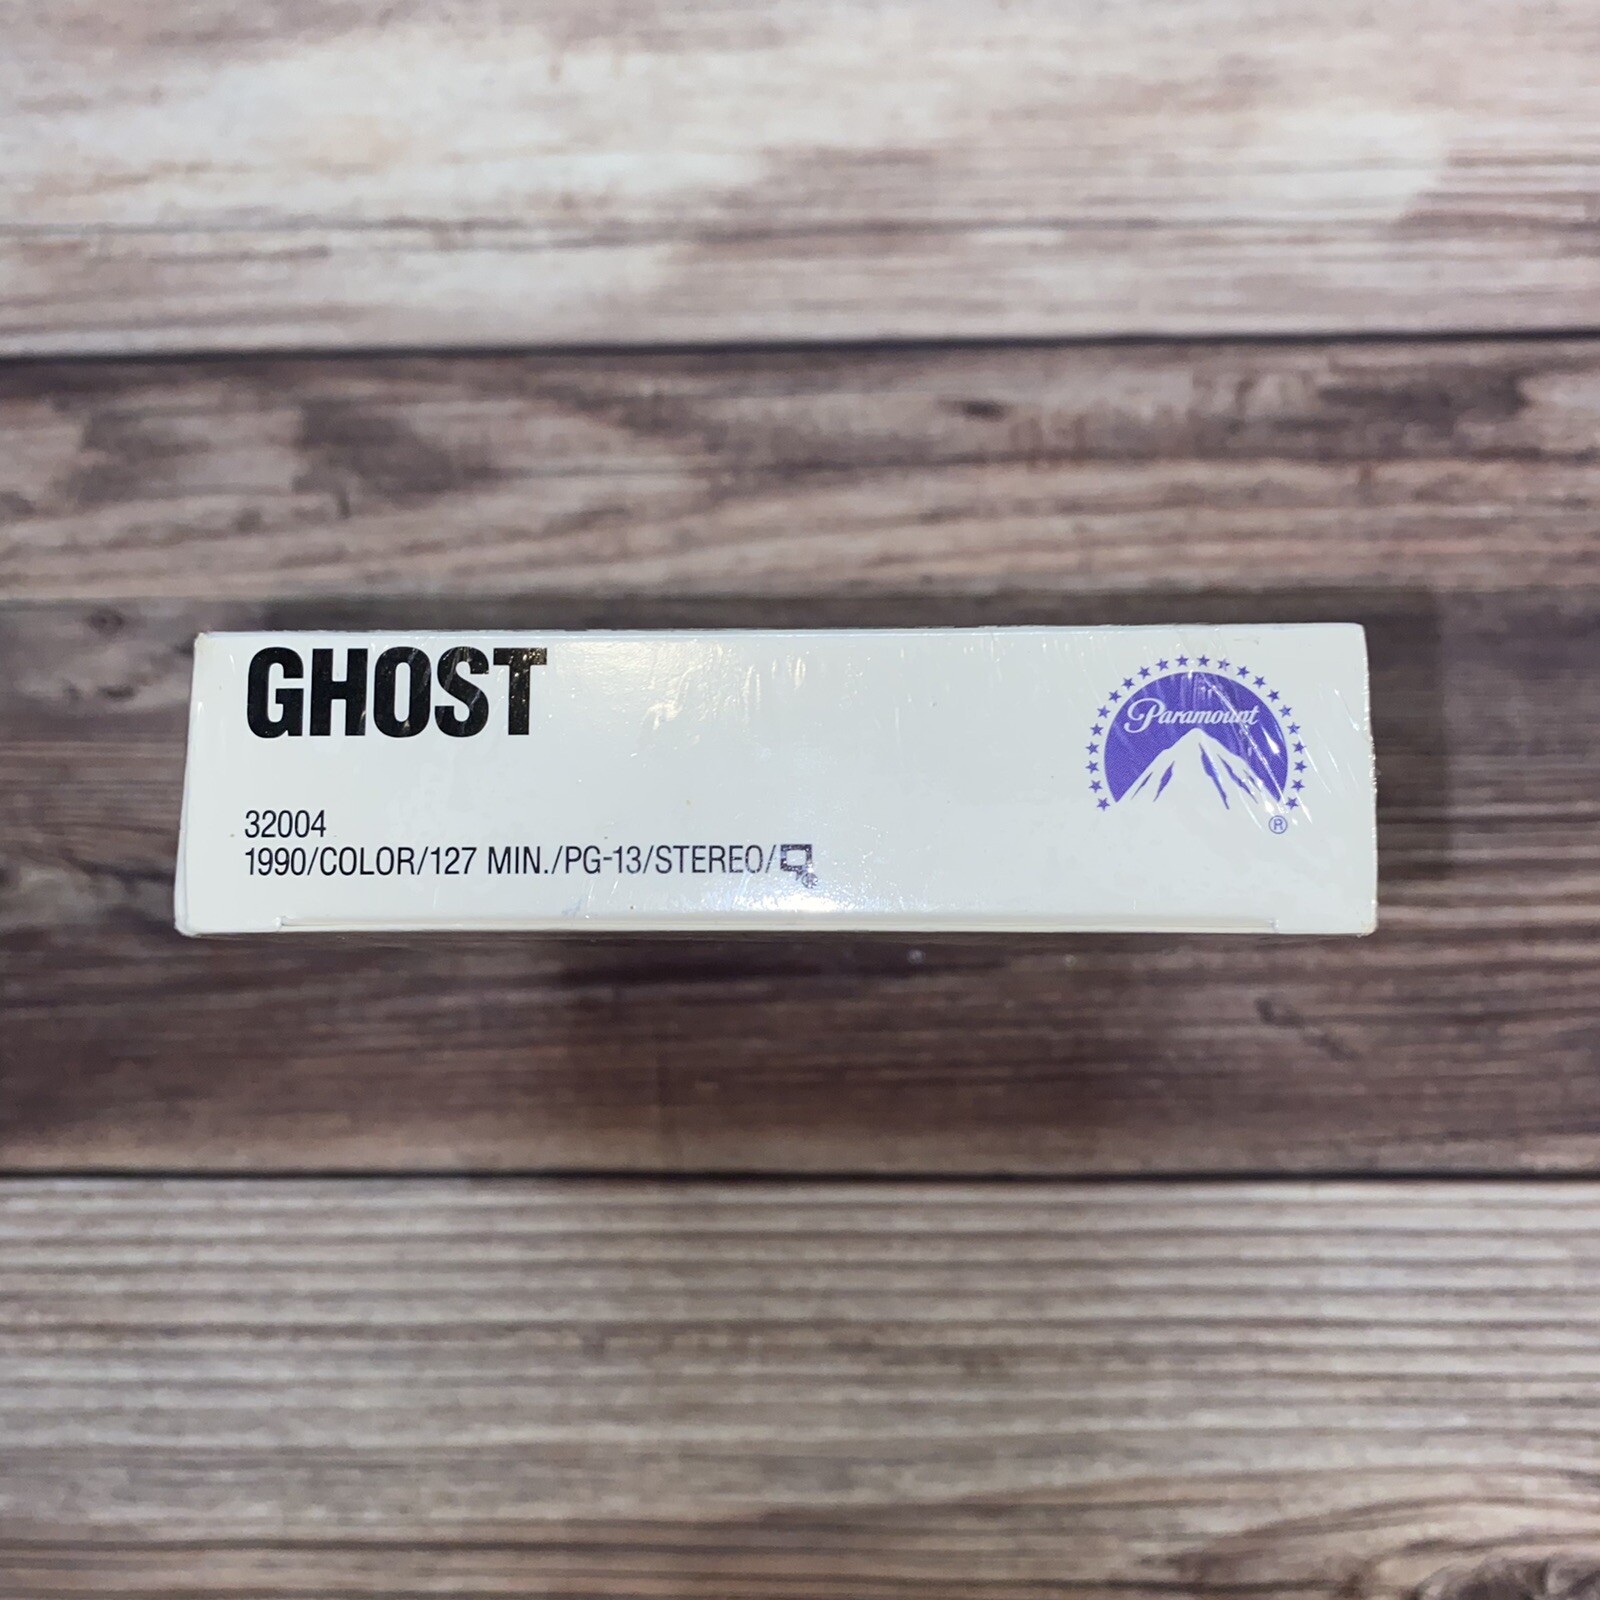 GHOST
Paramount
®
32004
1990/COLOR/127 MIN./PG-13/STEREO/